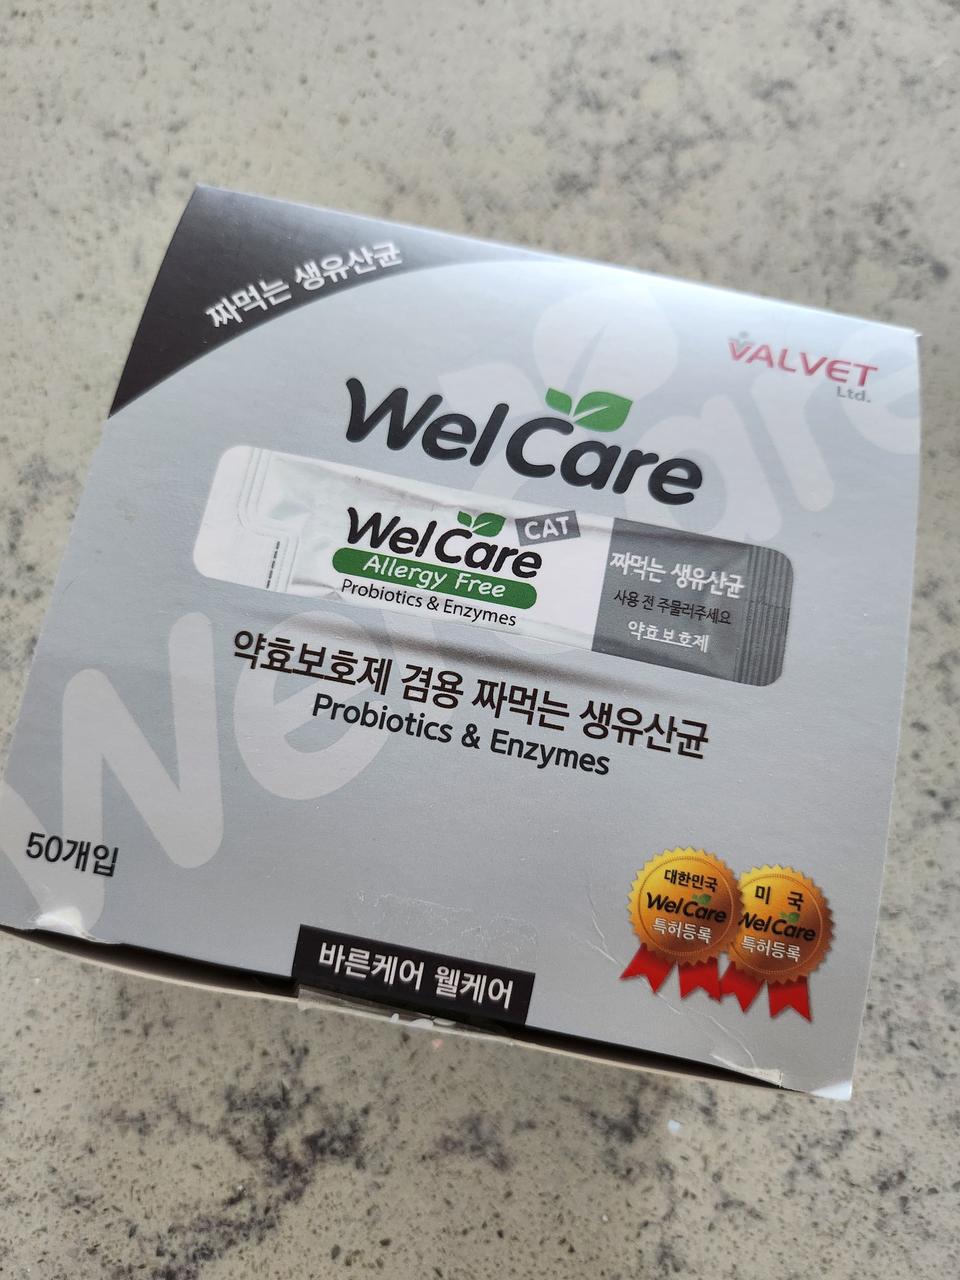 짜먹는 생유산균
VALVET
Ltd.
WelCare
WelCare CAT
Allergy Free
Probiotics & Enzymes
짜먹는 생유산균
사용 전 주물러주세요
약효보호제
약효보호제 겸용 짜먹는 생유산균
Probiotics & Enzymes
50개입
대한민국
WelCare
특허등록
미 국
WelCare
특허등록
바른케어 웰케어